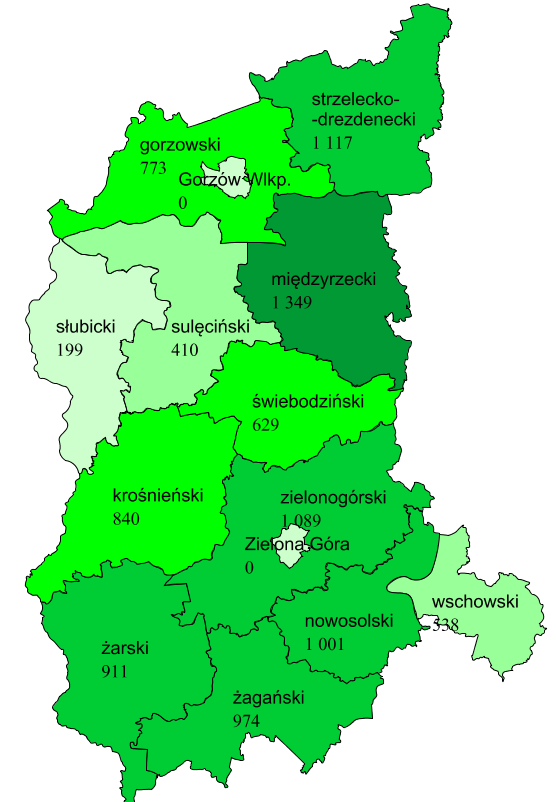 strzelecko-
-drezdenecki
1 117
gorzowski
773
Gorzów Wlkp.
0
międzyrzecki
1 349
słubicki
199
sulęciński
410
świebodziński
629
krośnieński
840
zielonogórski
1 089
Zielona Góra
0
wschowski
538
nowosolski
1 001
żarski
911
żagański
974